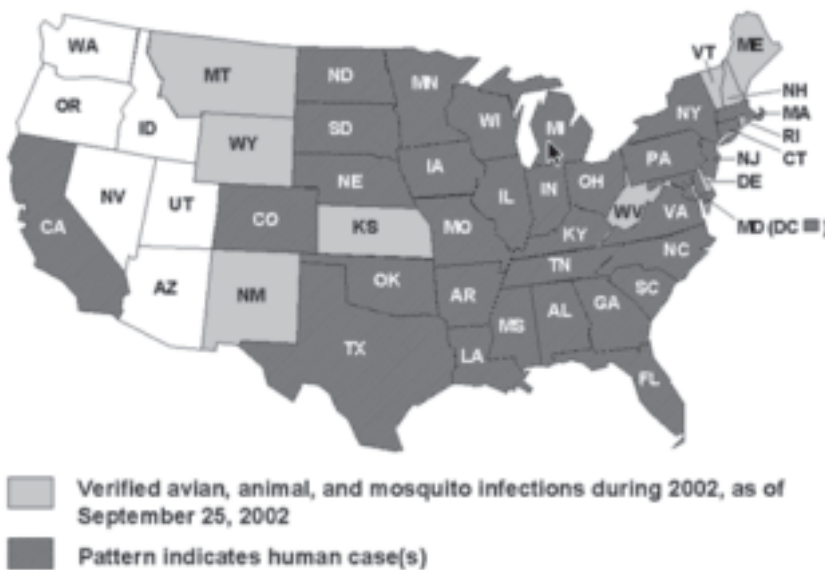 WA
MT
ND
MN
VT
ME
OR
ID
WY
SD
WI
MI
NY
NH
MA
RI
CT
NV
UT
CO
NE
IA
IL
IN
OH
PA
NJ
DE
CA
KS
MO
KY
WV
VA
MD (DC )
AZ
NM
OK
AR
TN
NC
TX
LA
MS
AL
GA
SC
FL
Verified avian, animal, and mosquito infections during 2002, as of
September 25, 2002
Pattern indicates human case(s)